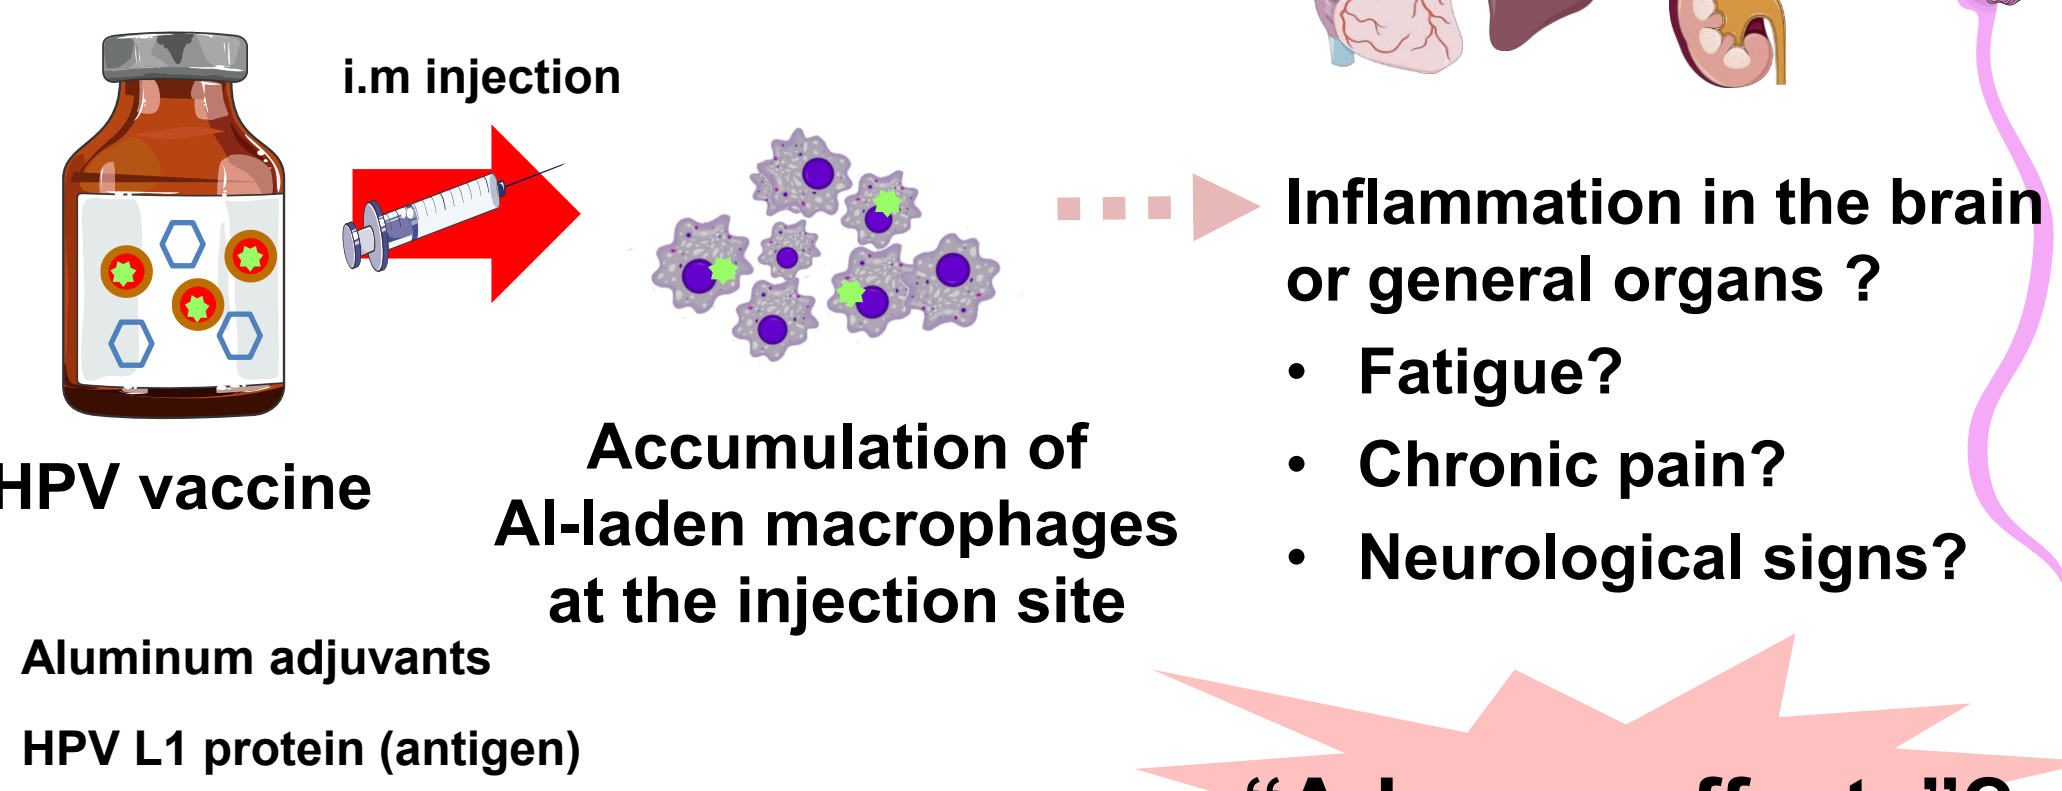 i.m injection
HPV vaccine
Accumulation of
Al-laden macrophages
at the injection site
Inflammation in the brain
or general organs ?
• Fatigue?
• Chronic pain?
• Neurological signs?
Aluminum adjuvants
HPV L1 protein (antigen)